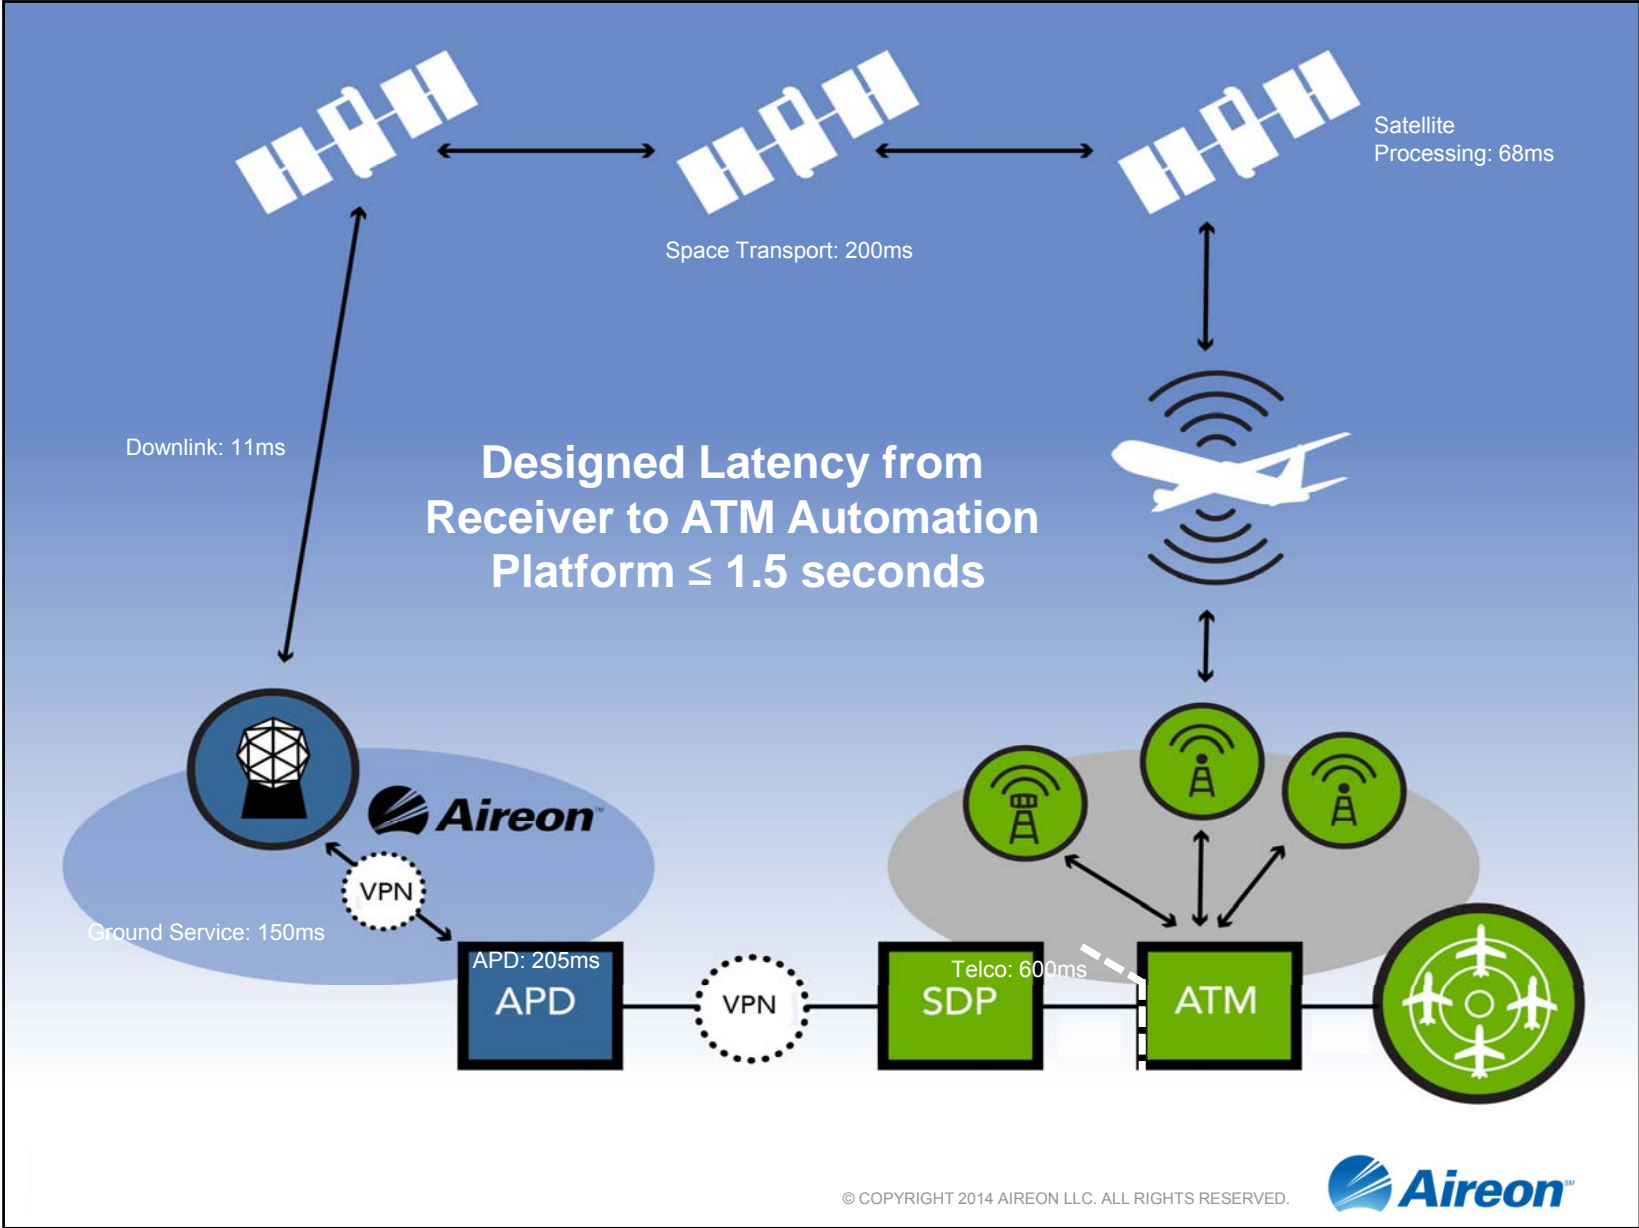 Satellite
Processing: 68ms
Space Transport: 200ms
Downlink: 11ms
Designed Latency from
Receiver to ATM Automation
Platform ≤ 1.5 seconds
Aireon™
VPN
Ground Service: 150ms
APD: 205ms
APD
VPN
Telco: 600ms
SDP
ATM
© COPYRIGHT 2014 AIREON LLC. ALL RIGHTS RESERVED.
Aireon℠